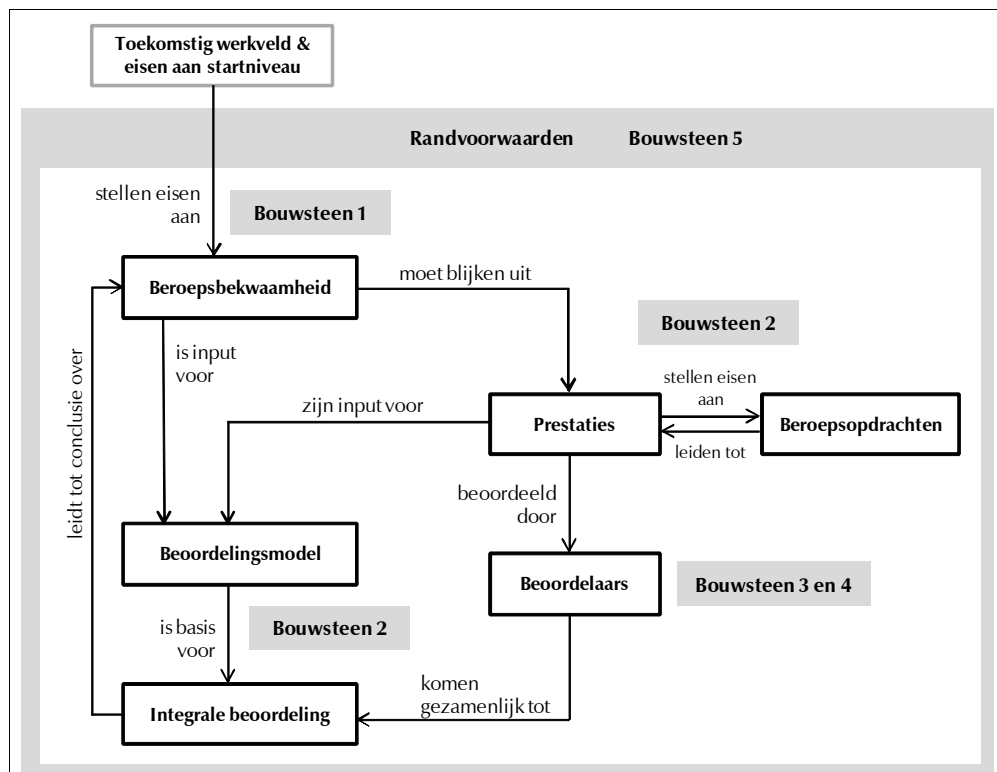 Toekomstig werkveld &
eisen aan startniveau
Randvoorwaarden Bouwsteen 5
stellen eisen
aan
Bouwsteen 1
Beroepsbekwaamheid
moet blijken uit
Bouwsteen 2
is input
voor
stellen eisen
aan
zijn input voor
Prestaties
Beroepsopdrachten
leiden tot
leidt tot conclusie over
beoordeeld
door
Beoordelingsmodel
Beoordelaars
Bouwsteen 3 en 4
is basis
voor
Bouwsteen 2
komen
gezamenlijk tot
Integrale beoordeling